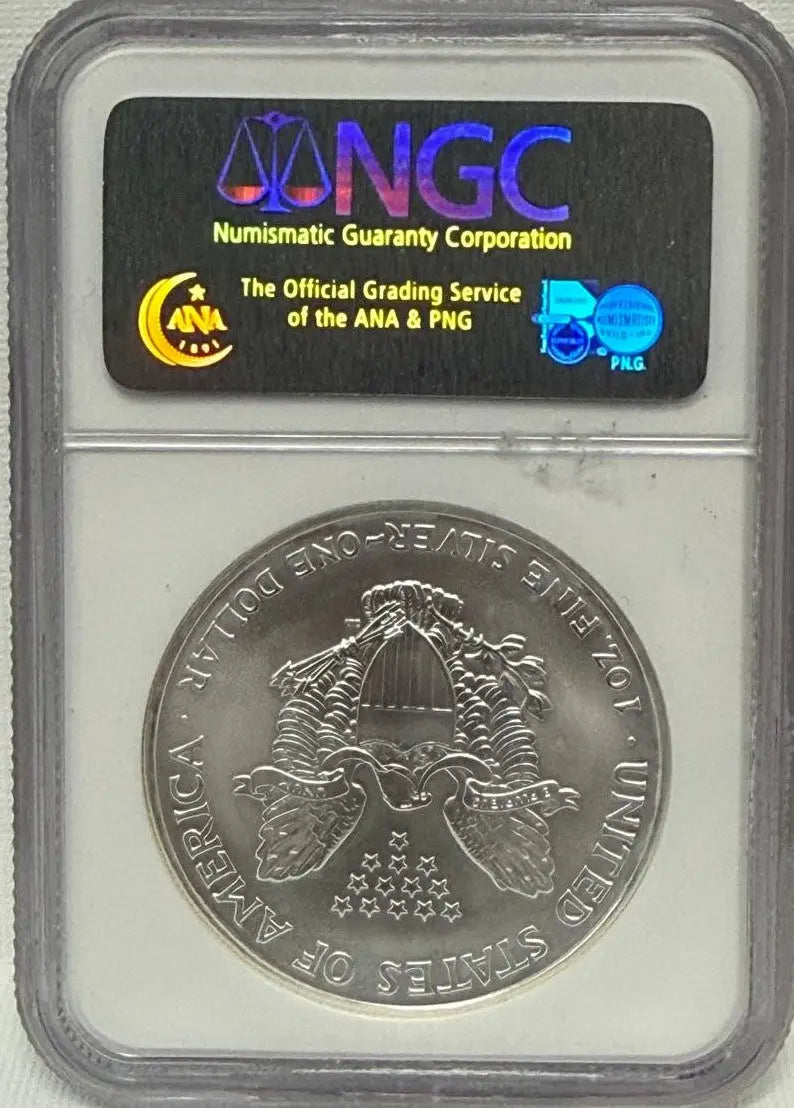 NGC
Numismatic Guaranty Corporation
The Official Grading Service
of the ANA & PNG
ANA
1891
P.N.G.
UNITED STATES OF AMERICA
1 OZ. FINE SILVER~ONE DOLLAR